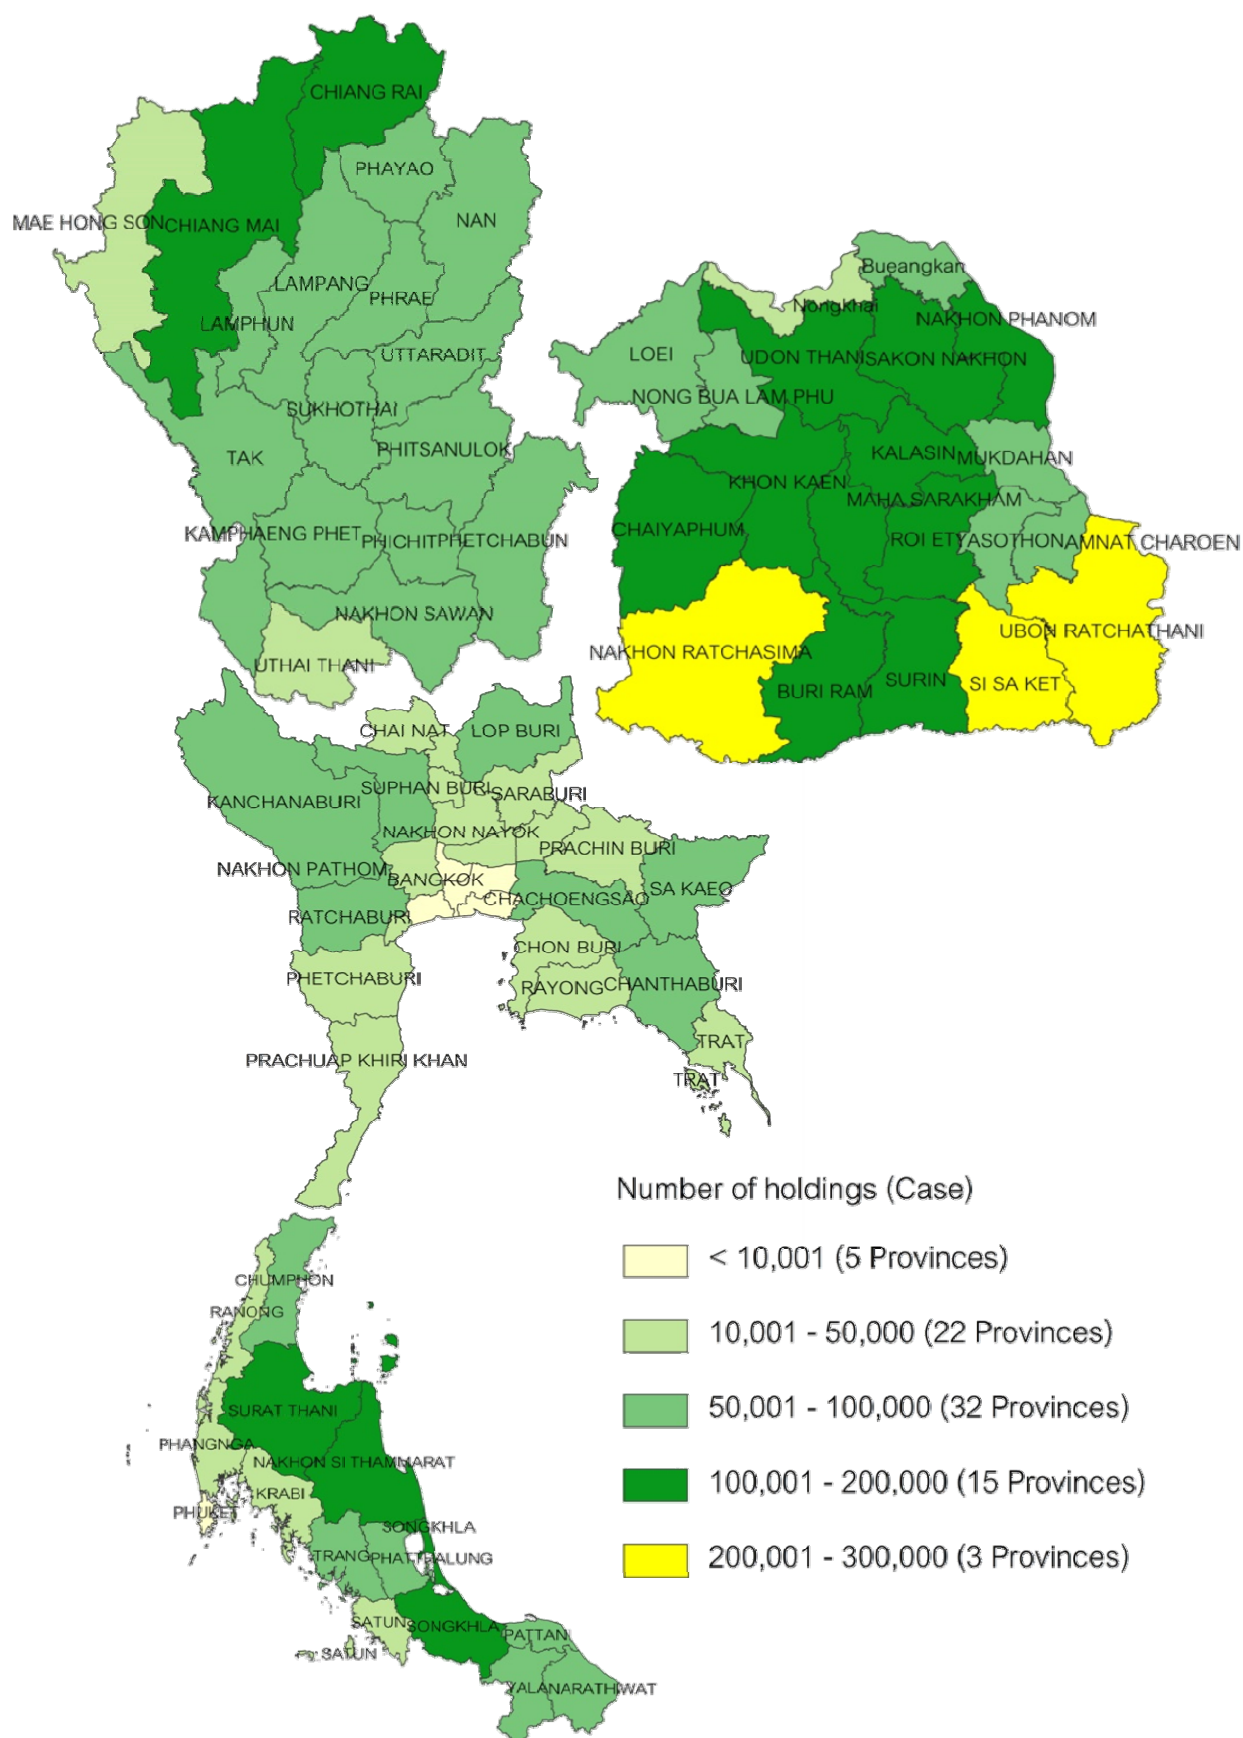 CHIANG RAI
PHAYAO
MAE HONG SON
CHIANG MAI
NAN
LAMPANG
PHRAE
LAMPHUN
UTTARADIT
SUKHOTHAI
PHITSANULOK
TAK
KAMPHAENG PHET
PHICHIT
PHETCHABUN
NAKHON SAWAN
UTHAI THANI
Bueangkan
Nongkhai
NAKHON PHANOM
LOEI
UDON THANI
SAKON NAKHON
NONG BUA LAM PHU
KALASIN
MUKDAHAN
KHON KAEN
MAHA SARAKHAM
CHAIYAPHUM
ROI ET
YASOTHON
AMNAT CHAROEN
UBON RATCHATHANI
NAKHON RATCHASIMA
BURI RAM
SURIN
SI SA KET
CHAI NAT
LOP BURI
SUPHAN BURI
SARABURI
KANCHANABURI
NAKHON NAYOK
PRACHIN BURI
NAKHON PATHOM
BANGKOK
SA KAEO
CHACHOENGSAO
RATCHABURI
CHON BURI
PHETCHABURI
RAYONG
CHANTHABURI
TRAT
PRACHUAP KHIRI KHAN
TRAT
CHUMPHON
RANONG
SURAT THANI
PHANGNGA
NAKHON SI THAMMARAT
KRABI
PHUKET
SONGKHLA
TRANG
PHATTHALUNG
SATUN
SONGKHLA
PATTANI
SATUN
YALA
NARATHIWAT
Number of holdings (Case)
< 10,001 (5 Provinces)
10,001 - 50,000 (22 Provinces)
50,001 - 100,000 (32 Provinces)
100,001 - 200,000 (15 Provinces)
200,001 - 300,000 (3 Provinces)